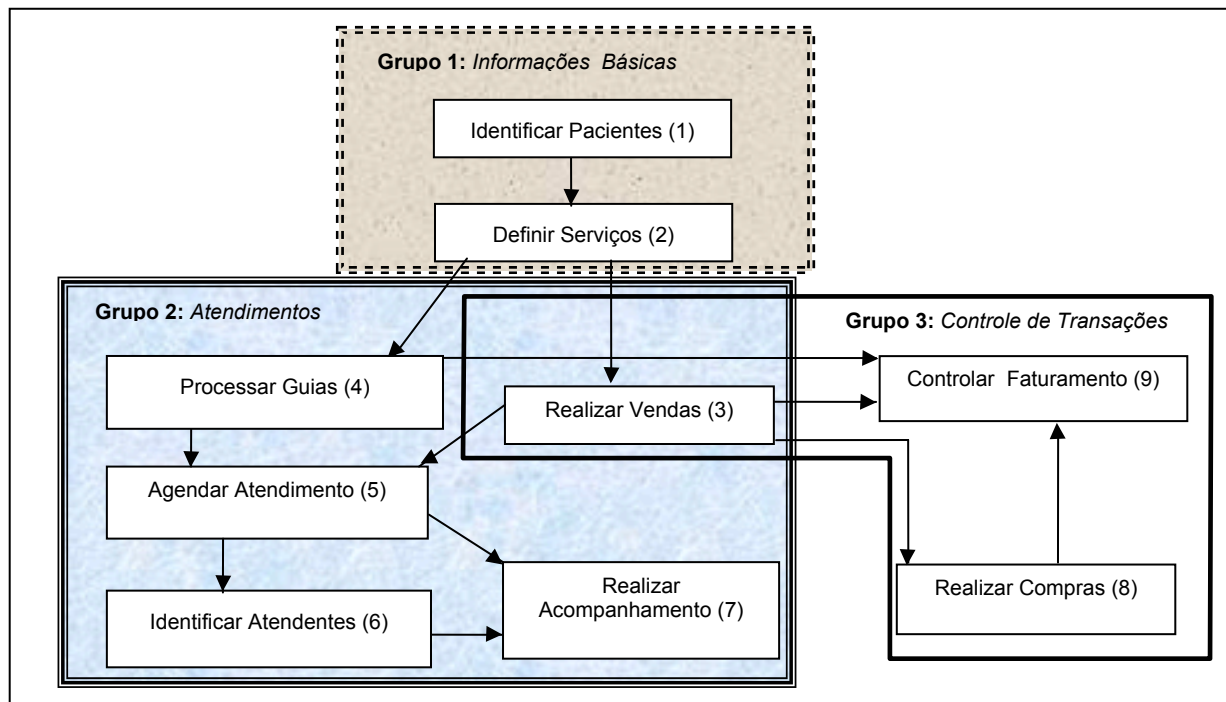 Grupo 1: Informações Básicas
Identificar Pacientes (1)
Definir Serviços (2)
Grupo 2: Atendimentos
Grupo 3: Controle de Transações
Processar Guias (4)
Realizar Vendas (3)
Controlar Faturamento (9)
Agendar Atendimento (5)
Identificar Atendentes (6)
Realizar
Acompanhamento (7)
Realizar Compras (8)